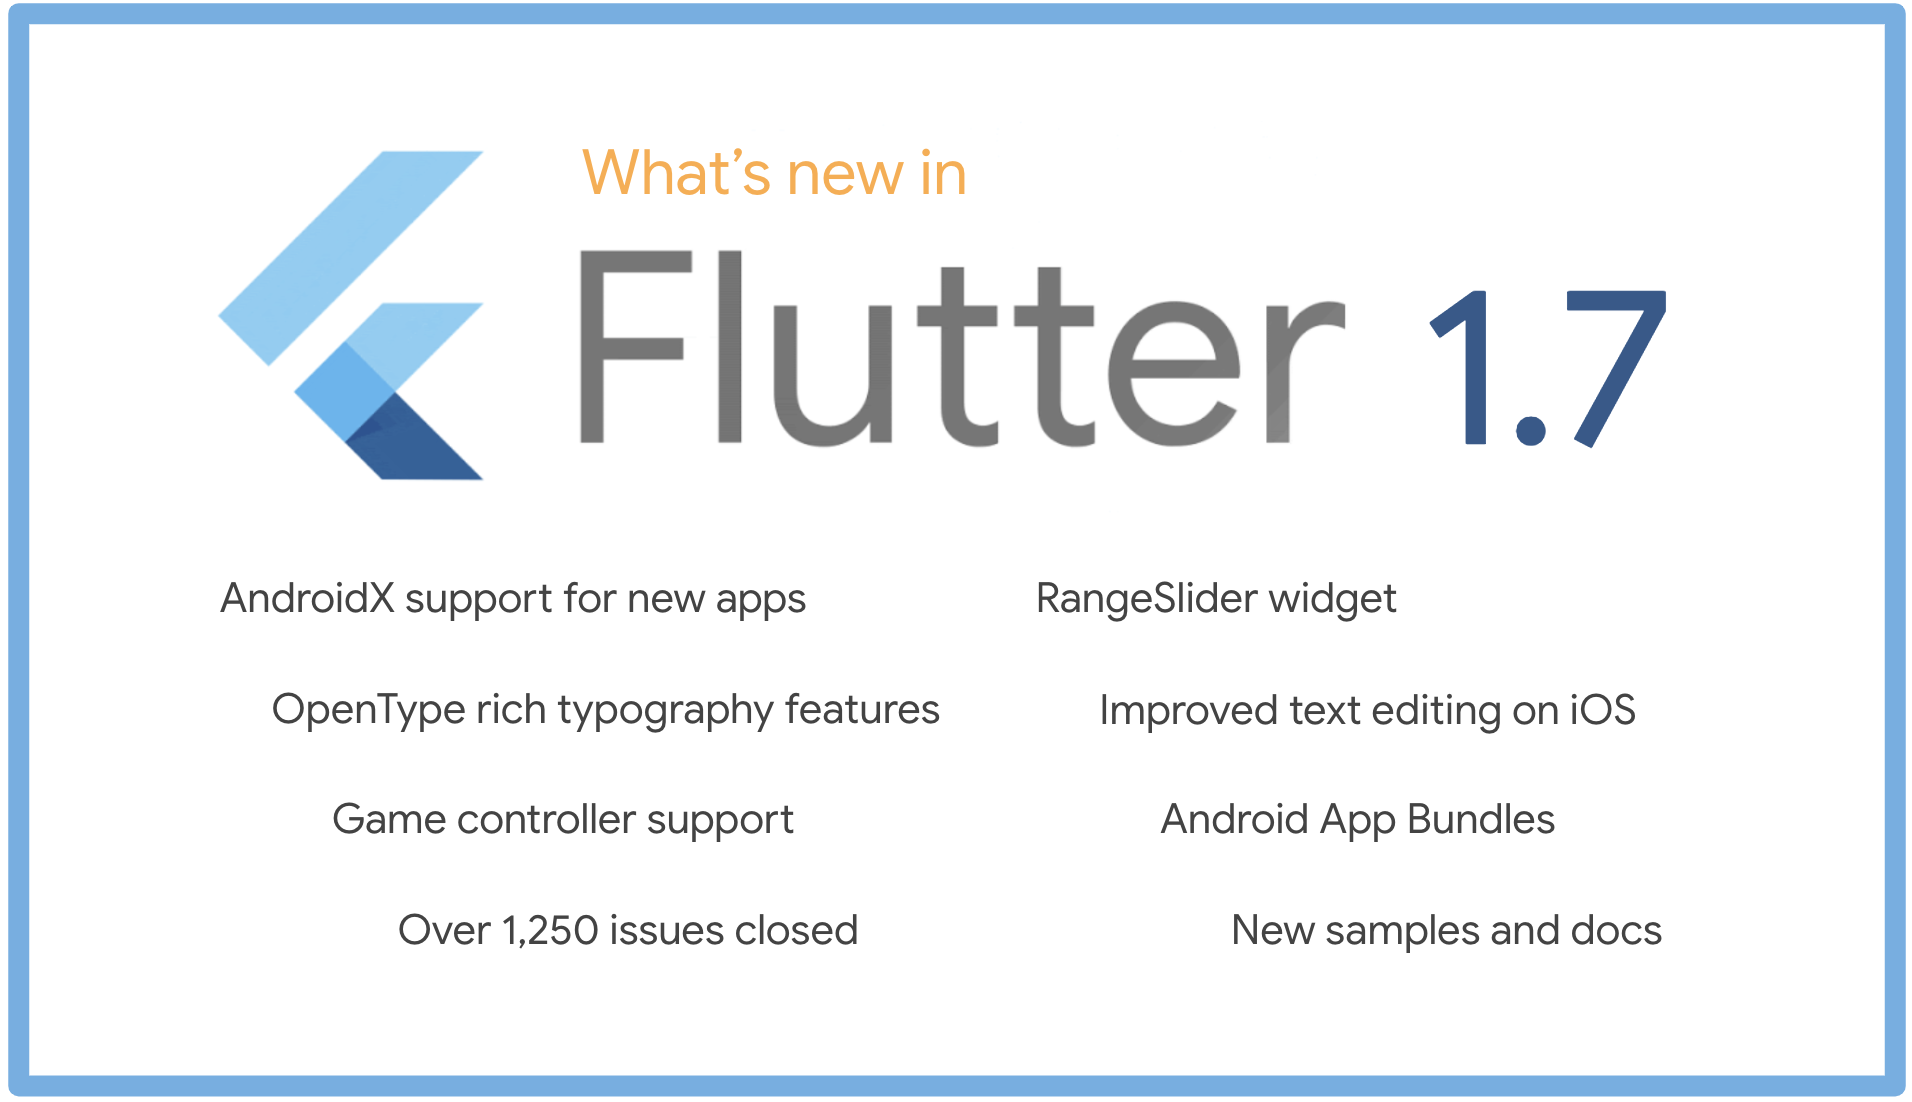 What’s new in
Flutter 1.7
AndroidX support for new apps
OpenType rich typography features
Game controller support
Over 1,250 issues closed
RangeSlider widget
Improved text editing on iOS
Android App Bundles
New samples and docs